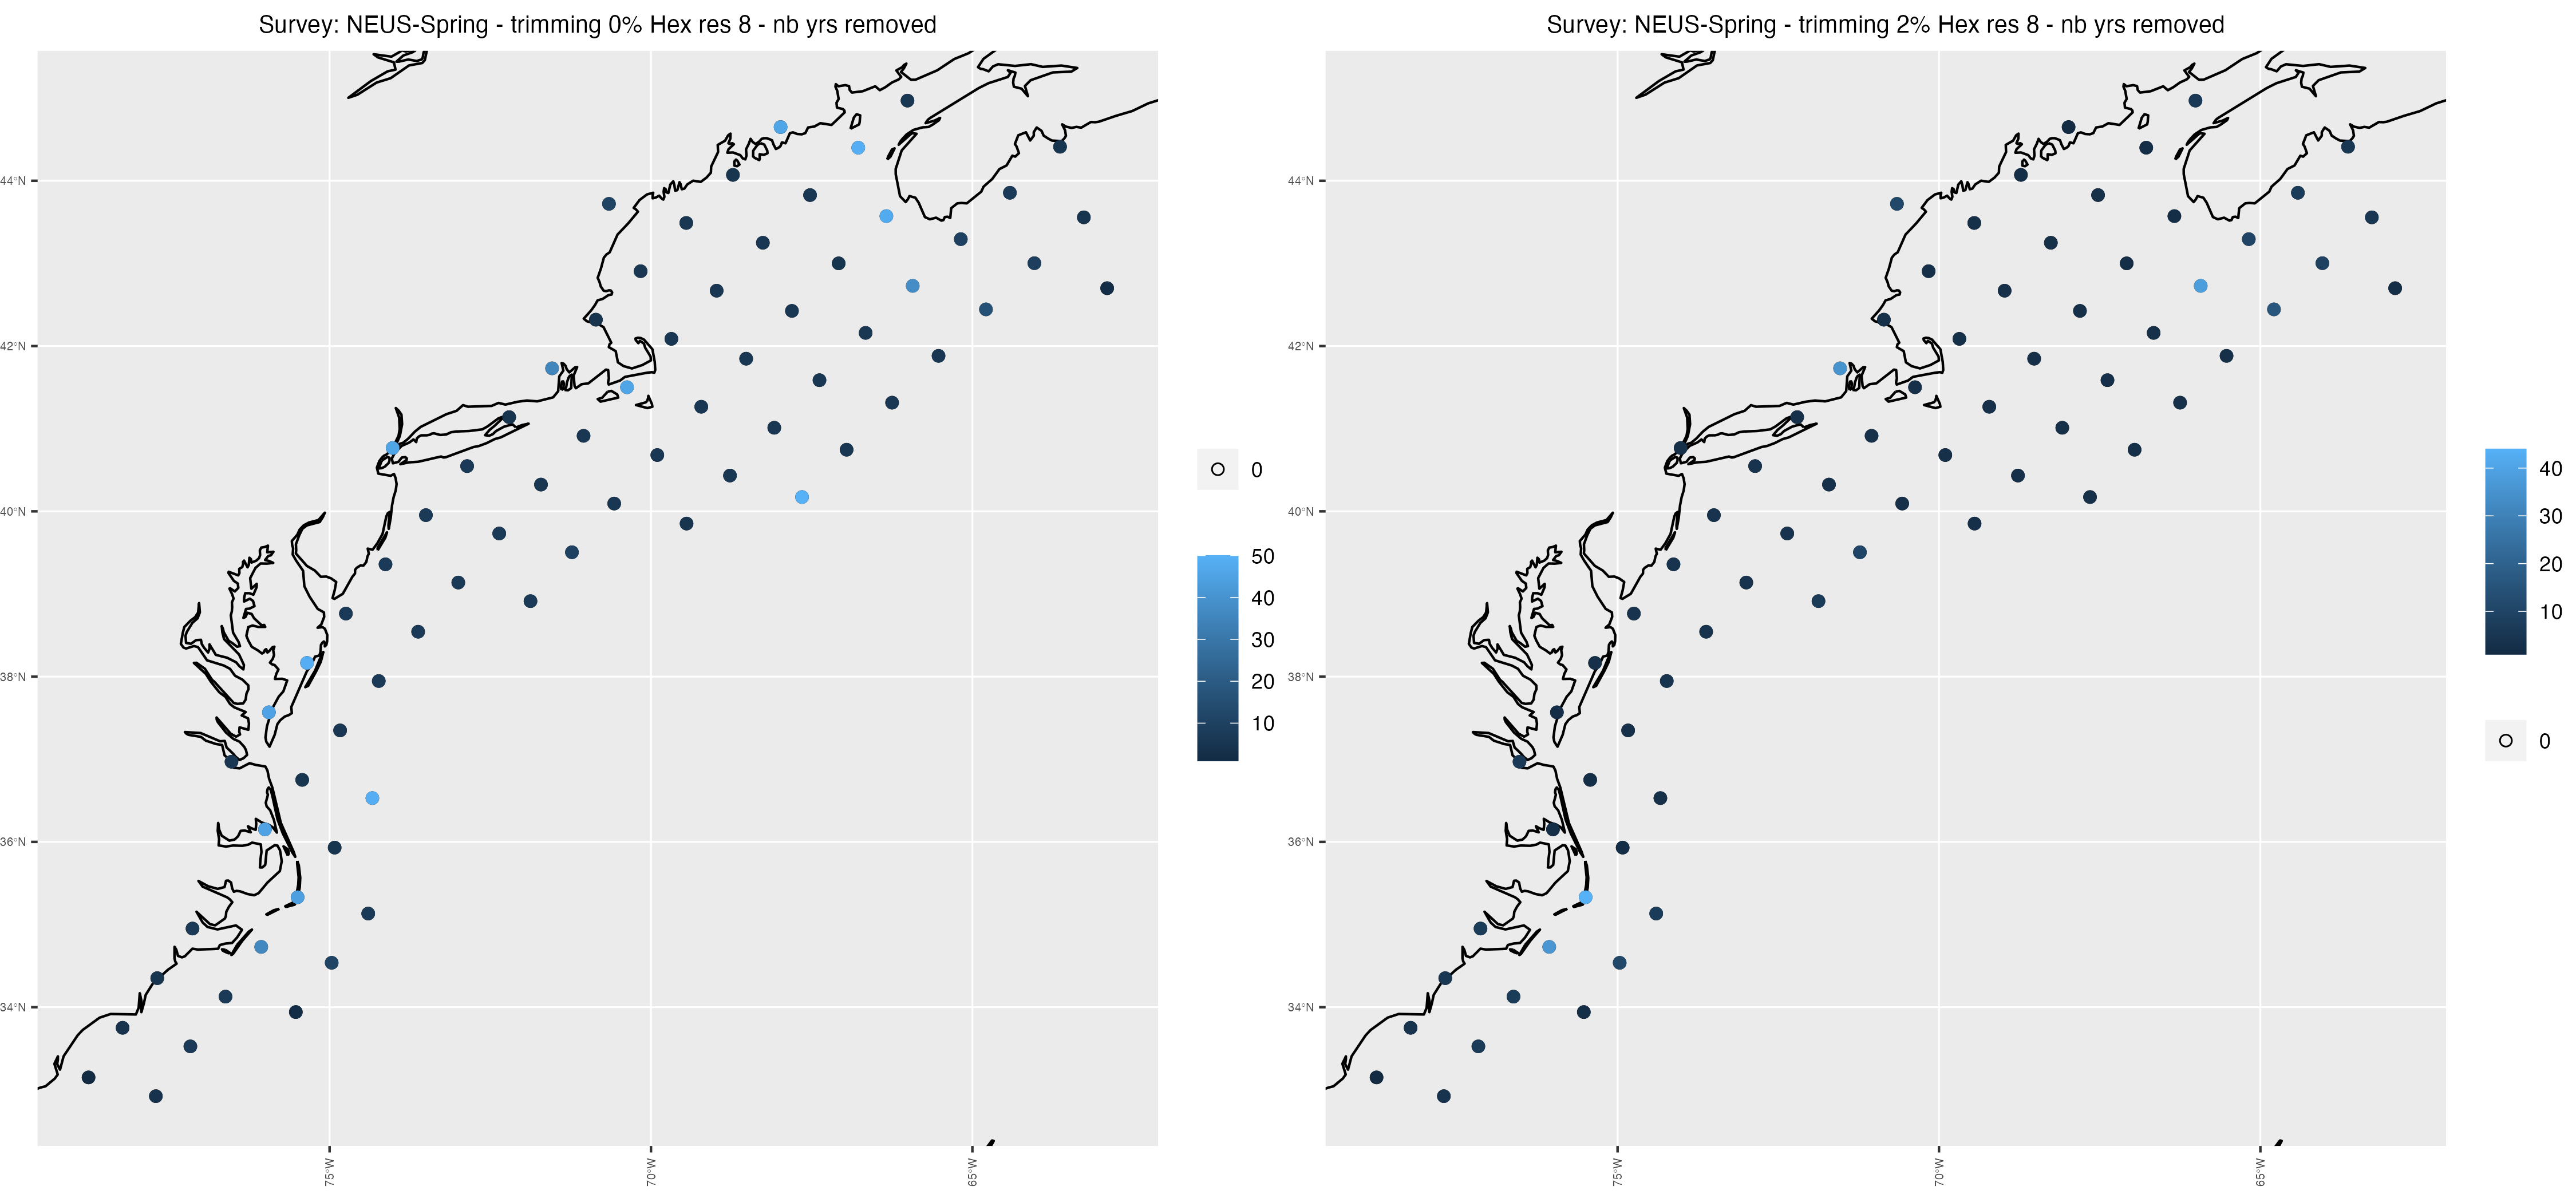 Survey: NEUS-Spring - trimming 0% Hex res 8 - nb yrs removed
44°N
42°N
40°N
38°N
36°N
34°N
75°W
70°W
65°W
0
50
40
30
20
10
Survey: NEUS-Spring - trimming 2% Hex res 8 - nb yrs removed
44°N
42°N
40°N
38°N
36°N
34°N
75°W
70°W
65°W
40
30
20
10
0